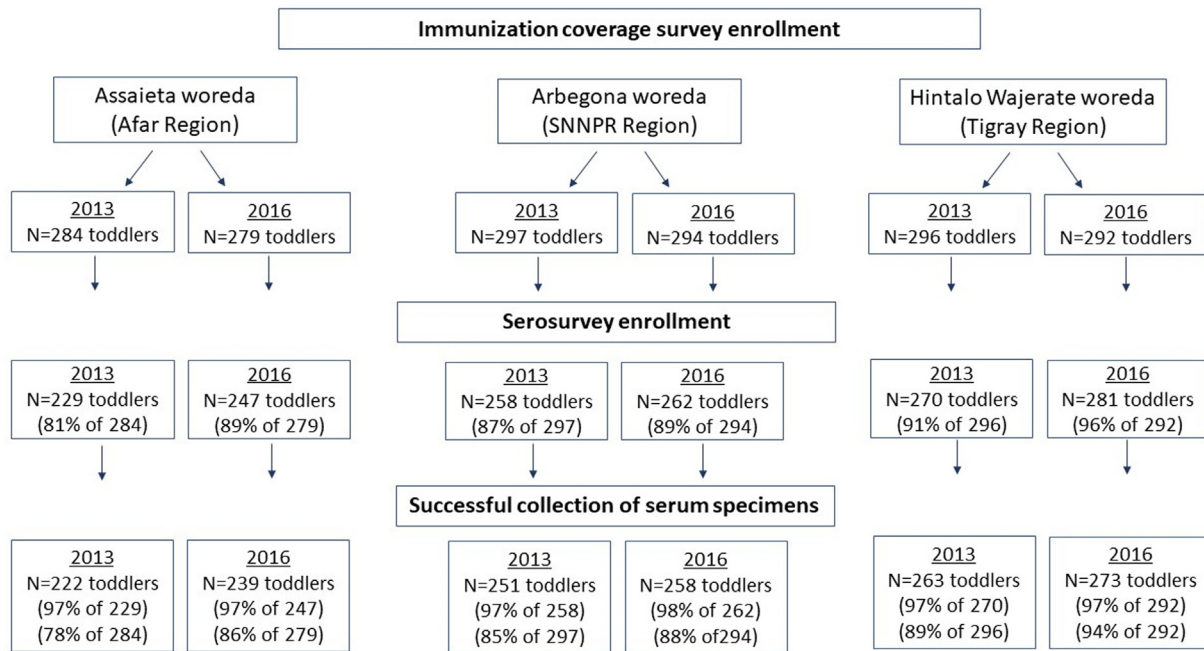 Immunization coverage survey enrollment
Assaieta woreda
(Afar Region)
Arbegona woreda
(SNNPR Region)
Hintalo Wajerate woreda
(Tigray Region)
2013
N=284 toddlers
2016
N=279 toddlers
2013
N=297 toddlers
2016
N=294 toddlers
2013
N=296 toddlers
2016
N=292 toddlers
Serosurvey enrollment
2013
N=229 toddlers
(81% of 284)
2016
N=247 toddlers
(89% of 279)
2013
N=258 toddlers
(87% of 297)
2016
N=262 toddlers
(89% of 294)
2013
N=270 toddlers
(91% of 296)
2016
N=281 toddlers
(96% of 292)
Successful collection of serum specimens
2013
N=222 toddlers
(97% of 229)
(78% of 284)
2016
N=239 toddlers
(97% of 247)
(86% of 279)
2013
N=251 toddlers
(97% of 258)
(85% of 297)
2016
N=258 toddlers
(98% of 262)
(88% of294)
2013
N=263 toddlers
(97% of 270)
(89% of 296)
2016
N=273 toddlers
(97% of 292)
(94% of 292)